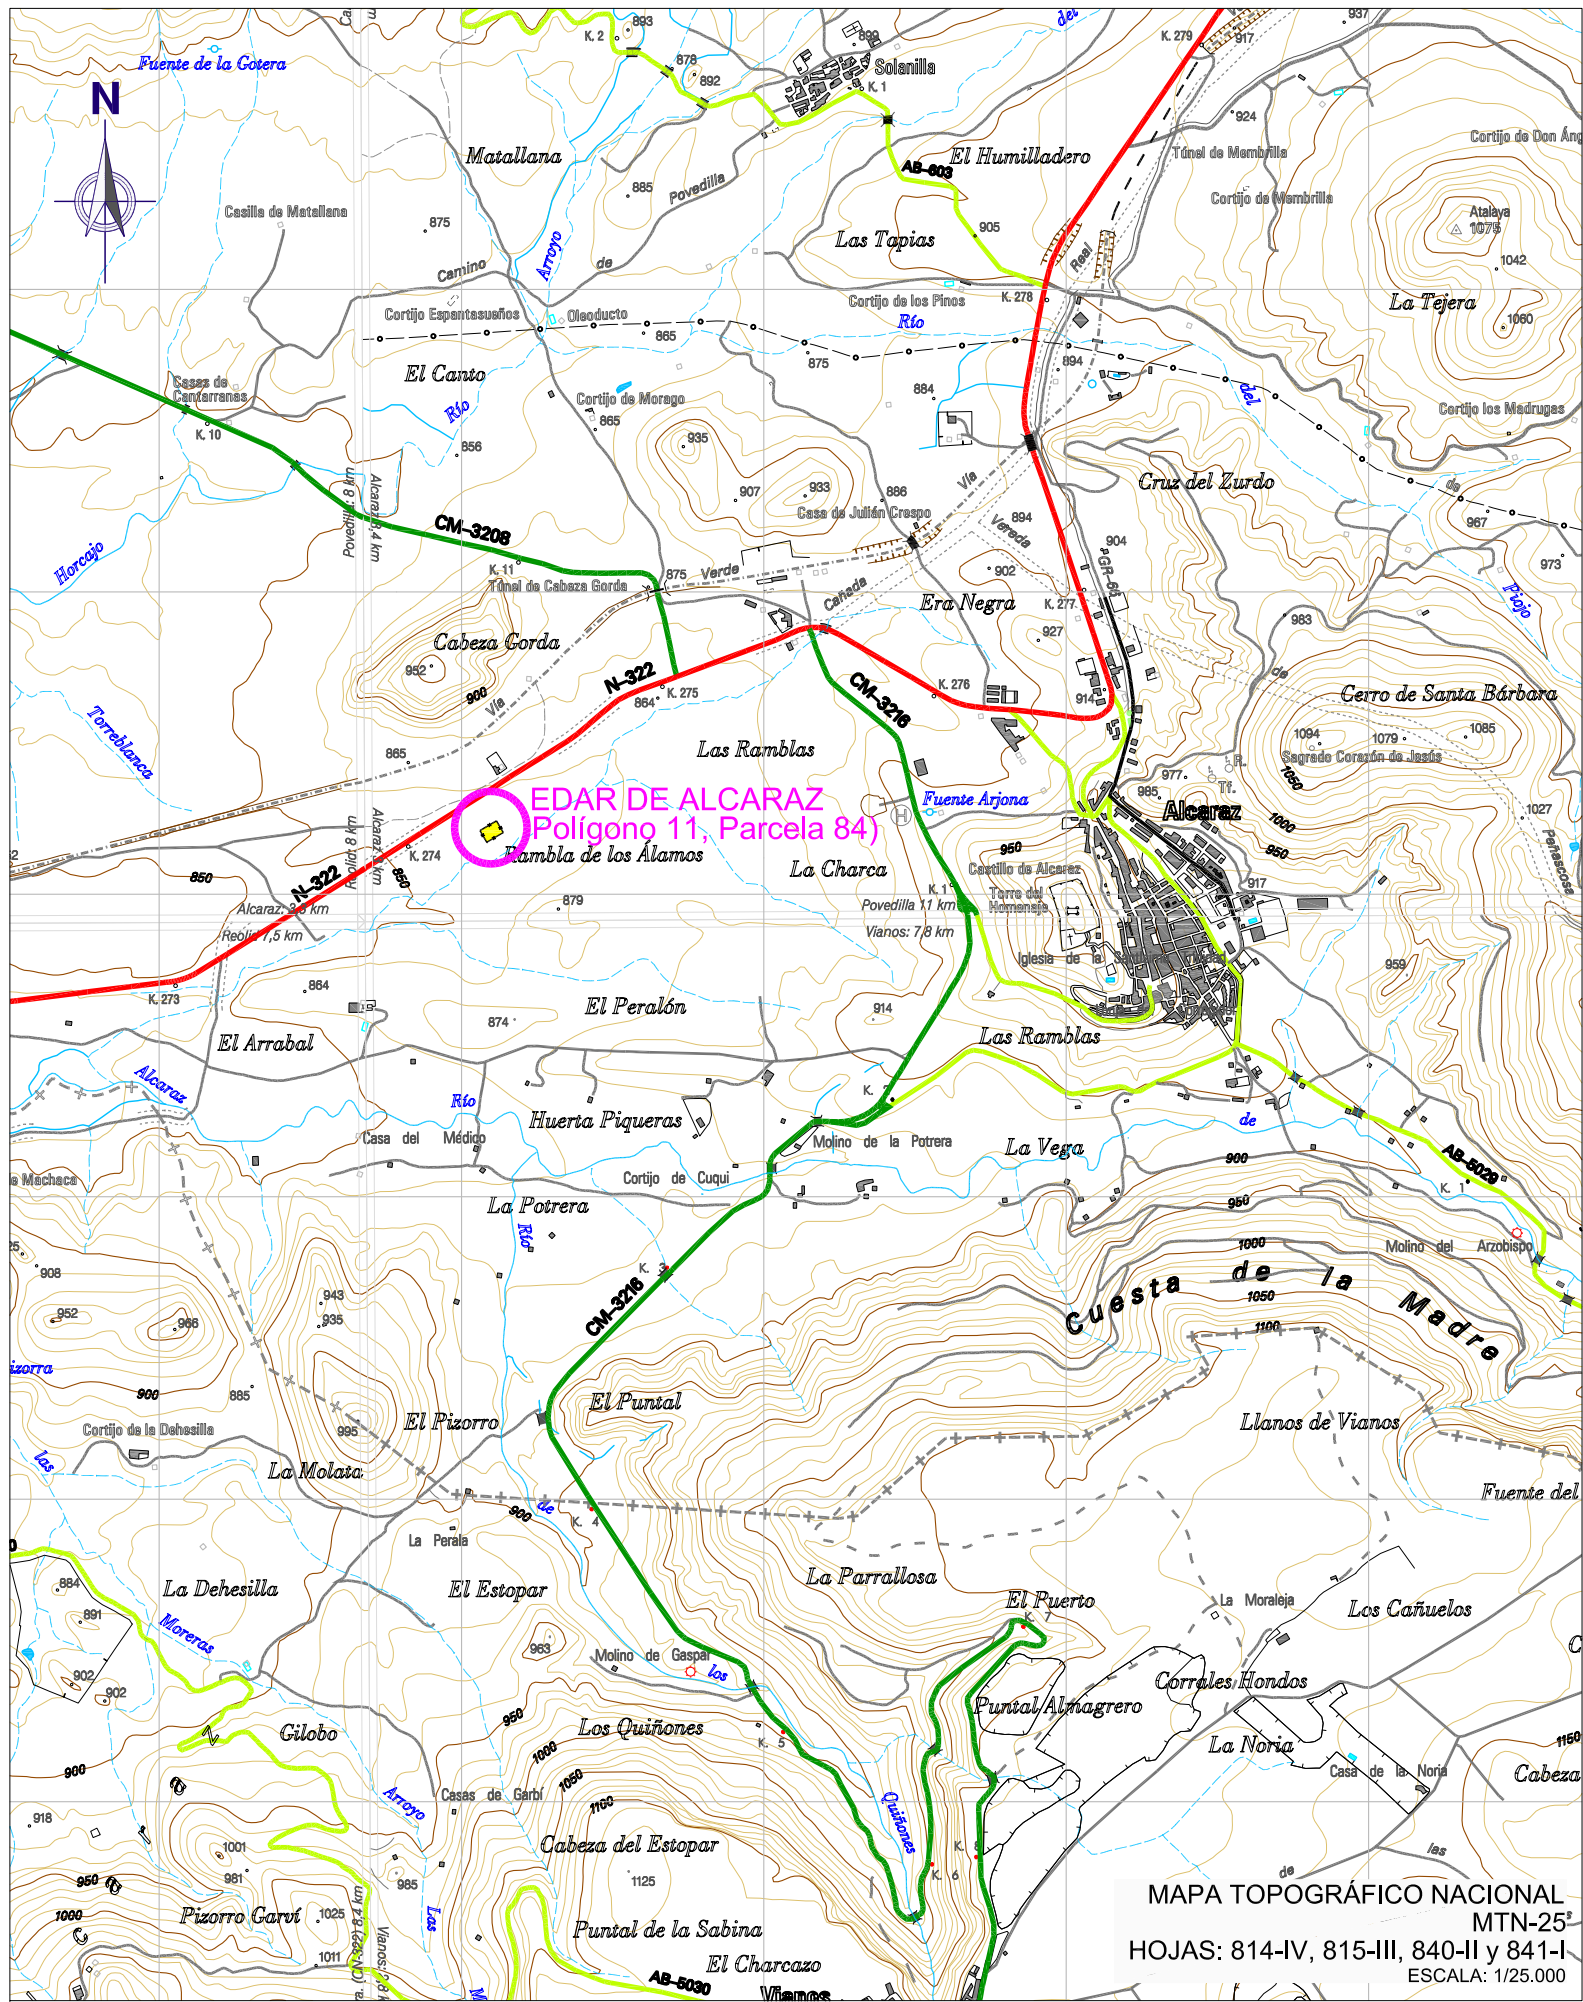 Fuente de la Gotera
N
K. 2
893
878
892
899
Solanilla
K. 1
del
K. 279
917
937
924
Matallana
El Humilladero
AB-603
Túnel de Membrilla
Cortijo de Membrilla
Cortijo de Don Áng
Casilla de Matallana
875
885
Povedilla
Las Tapias
905
Atalaya
1075
1042
Camino
Arroyo
de
Real
Cortijo Espantasueños
Oleoducto
Cortijo de los Pinos
K. 278
La Tejera
1060
Río
865
875
894
El Canto
Casas de
Cantarranas
Río
Cortijo de Morago
884
del
Cortijo los Madrugas
K. 10
865
856
935
Cruz del Zurdo
Povedilla: 8 km
Alcaraz: 3,4 km
907
933
886
Vía
de
Casa de Julián Crespo
894
Vereda
967
CM-3208
904
Horcajo
K. 11
875
Verde
902
GR-66
973
Túnel de Cabeza Gorda
Cañada
Era Negra
K. 277
Piojo
983
Cabeza Gorda
927
952
900
N-322
K. 275
864
K. 276
914
de
Cerro de Santa Bárbara
Vía
CM-3216
Torreblanca
Las Ramblas
1094
1079
1085
Sagrado Corazón de Jesús
865
R.
977
Tf.
1050
985
EDAR DE ALCARAZ
(Polígono 11, Parcela 84)
Fuente Arjona
H
Alcaraz
1027
1000
K. 274
Rambla de los Álamos
950
950
Peñascosa
850
850
La Charca
Castillo de Alcaraz
N-322
Torre del
Homenaje
K. 1
917
Alcaraz: 3,3 km
879
Povedilla 11 km
Reolid 7,5 km
Vianos: 7,8 km
Iglesia de la
959
K. 273
864
El Peralón
874
914
El Arrabal
Las Ramblas
Alcaraz
Río
K. 2
Huerta Piqueras
de
Casa del Médico
Molino de la Potrera
La Vega
AB-5029
e Machaca
Cortijo de Cuqui
900
K. 1
La Potrera
950
Río
1000
Molino del Arzobispo
908
K. 3
Cuesta de la Madre
943
1050
952
966
935
CM-3216
1100
izorra
900
885
El Puntal
El Pizorro
Llanos de Vianos
Cortijo de la Dehesilla
995
las
La Molata
Fuente del
900
de
K. 4
La Perala
La Parrallosa
884
La Dehesilla
El Estopar
El Puerto
K. 7
La Moraleja
Los Cañuelos
891
Moreras
963
Molino de Gaspar
los
902
902
Corrales Hondos
Puntal Almagrero
950
Gilobo
Los Quiñones
K. 5
La Noria
1150
1000
900
1050
Casa de la Noria
Cabeza
Casas de Garbí
Arroyo
1100
Quiñones
918
Cabeza del Estopar
1001
K. 8
las
981
985
K. 6
de
950
1125
1000
Pizorro Garví
1025
Las
Puntal de la Sabina
1011
El Charcazo
AB-5030
Vianos
MAPA TOPOGRÁFICO NACIONAL
MTN-25
HOJAS: 814-IV, 815-III, 840-II y 841-I
ESCALA: 1/25.000